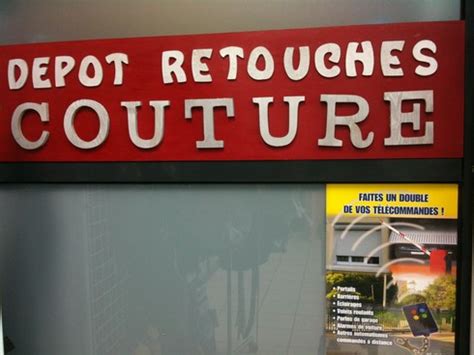 DEPOT RETOUCHES
COUTURE
FAITES UN DOUBLE
DE VOS TÉLÉCOMMANDES !
• Portails
• Barrières
• Eclairages
• Volets roulants
• Portes de garage
• Alarmes de voiture
• Autres automatismes
commandés à distance